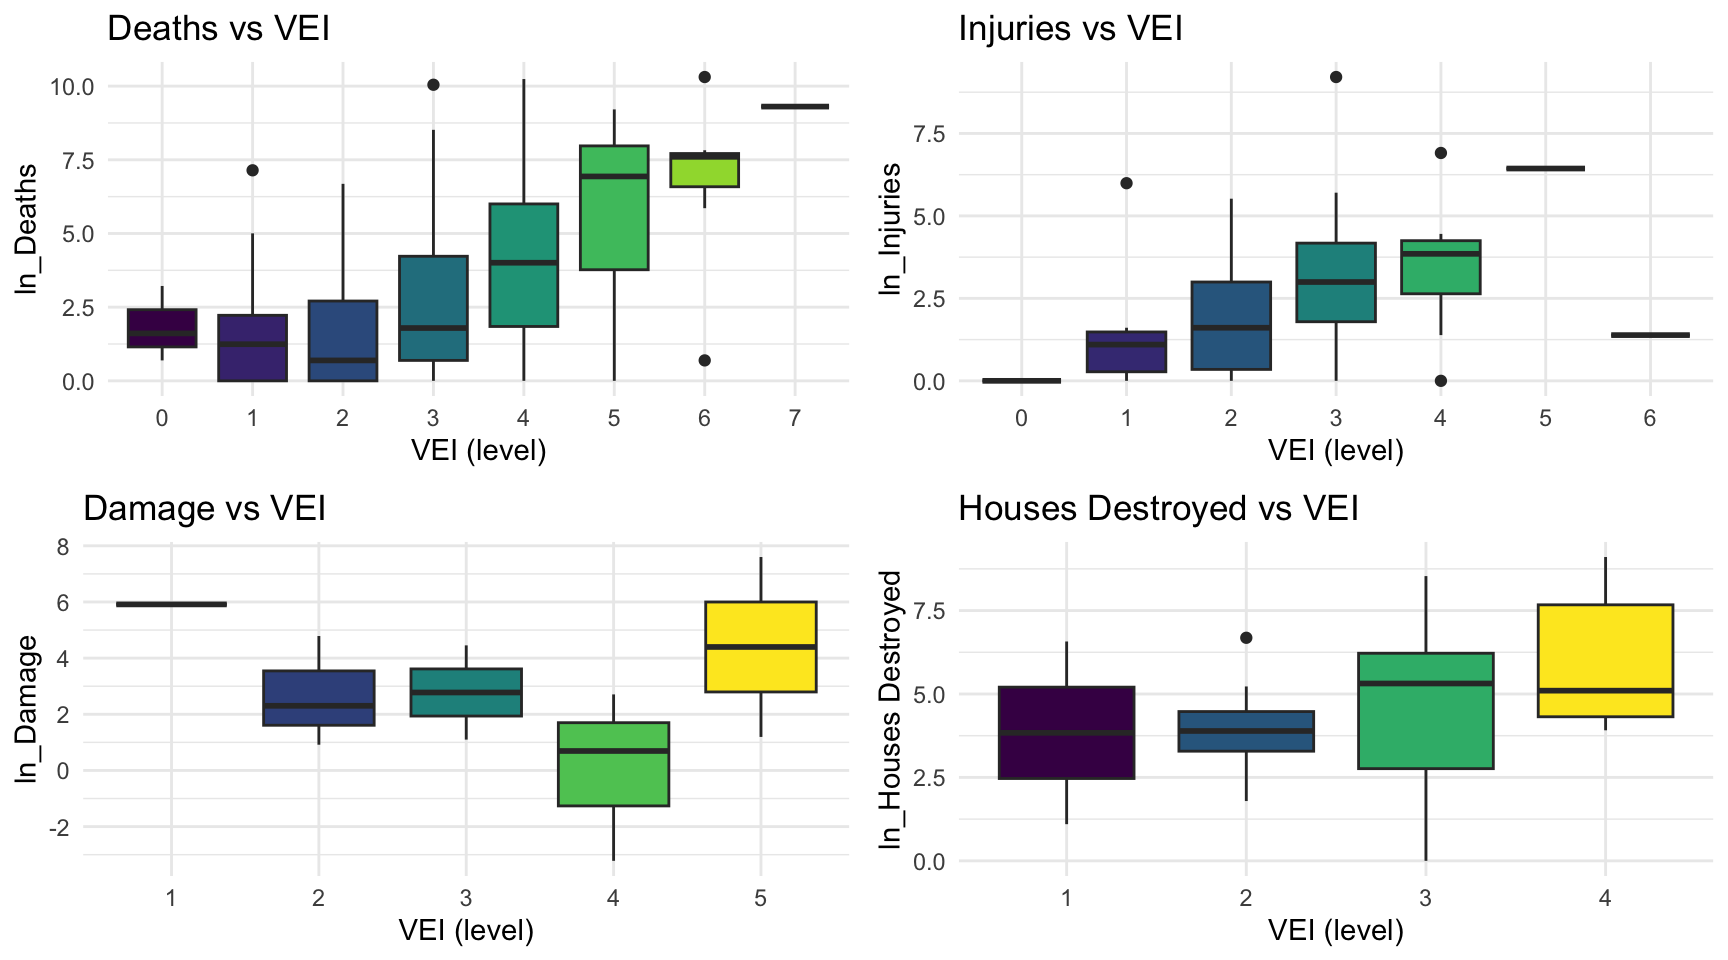 Deaths vs VEI
10.0
7.5
5.0
2.5
0.0
ln_Deaths
0 1 2 3 4 5 6 7
VEI (level)
Injuries vs VEI
7.5
5.0
2.5
0.0
ln_Injuries
0 1 2 3 4 5 6
VEI (level)
Damage vs VEI
8
6
4
2
0
-2
ln_Damage
1 2 3 4 5
VEI (level)
Houses Destroyed vs VEI
7.5
5.0
2.5
0.0
ln_Houses Destroyed
1 2 3 4
VEI (level)